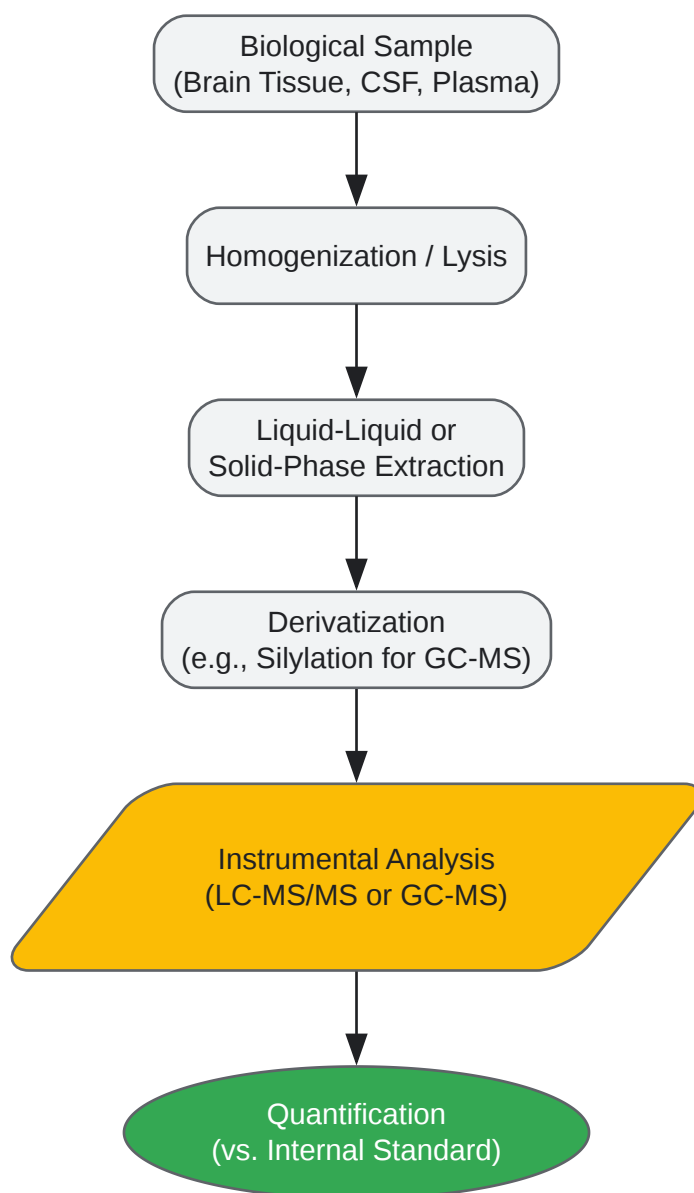 Biological Sample
(Brain Tissue, CSF, Plasma)
Homogenization / Lysis
Liquid-Liquid or
Solid-Phase Extraction
Derivatization
(e.g., Silylation for GC-MS)
Instrumental Analysis
(LC-MS/MS or GC-MS)
Quantification
(vs. Internal Standard)